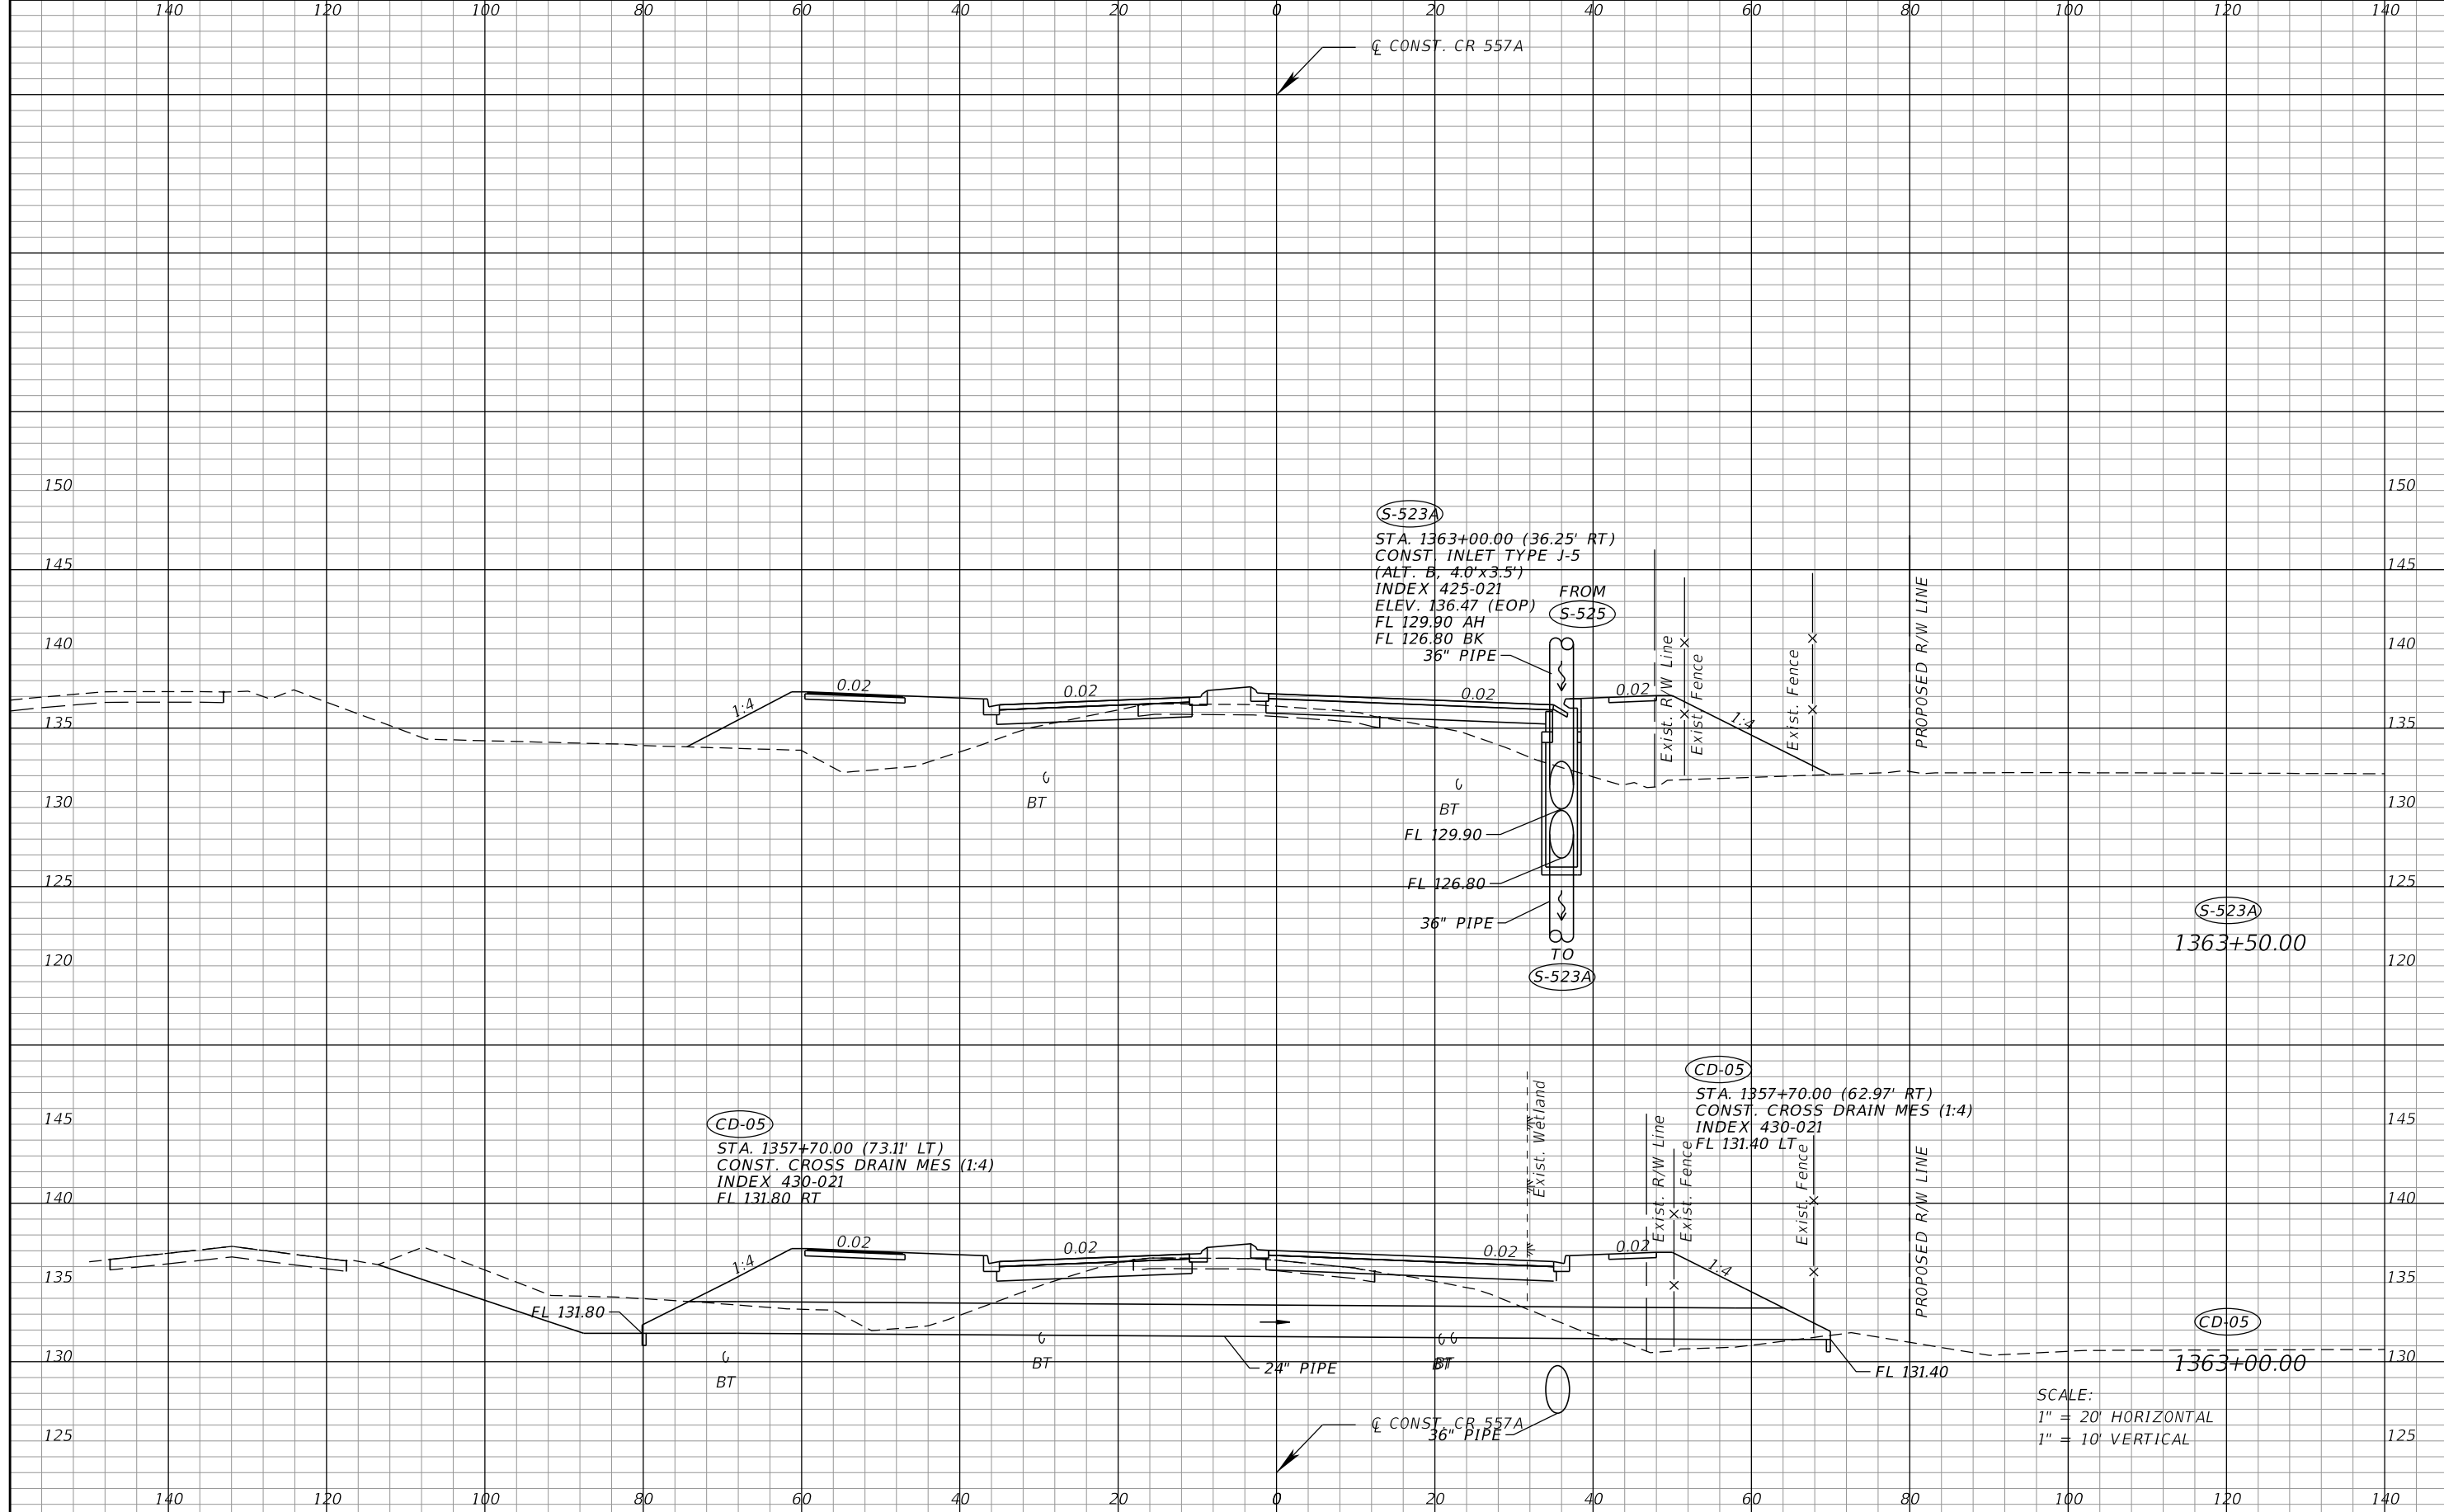 140 120 100 80 60 40 20 0 20 40 60 80 100 120 140
℄ CONST. CR 557A
150 150
S-523A
STA. 1363+00.00 (36.25' RT)
CONST. INLET TYPE J-5
(ALT. B, 4.0'x3.5')
INDEX 425-021
ELEV. 136.47 (EOP)
FL 129.90 AH
FL 126.80 BK
36" PIPE
FROM
S-525
145 145
140 140
Exist. R/W Line
Exist. Fence
Exist. Fence
PROPOSED R/W LINE
1:4
0.02
0.02
0.02
0.02
1:4
135 135
BT
BT
130 130
FL 129.90
FL 126.80
125 125
36" PIPE
TO
S-523A
S-523A
1363+50.00
120 120
CD-05
STA. 1357+70.00 (73.11' LT)
CONST. CROSS DRAIN MES (1:4)
INDEX 430-021
FL 131.80 RT
CD-05
STA. 1357+70.00 (62.97' RT)
CONST. CROSS DRAIN MES (1:4)
INDEX 430-021
FL 131.40 LT
145 145
Exist. Wetland
Exist. R/W Line
Exist. Fence
Exist. Fence
PROPOSED R/W LINE
140 140
1:4
0.02
0.02
0.02
0.02
1:4
135 135
FL 131.80
BT
BT
BT
BT
24" PIPE
FL 131.40
130 130
CD-05
1363+00.00
SCALE:
1" = 20' HORIZONTAL
1" = 10' VERTICAL
℄ CONST. CR 557A
36" PIPE
125 125
140 120 100 80 60 40 20 0 20 40 60 80 100 120 140